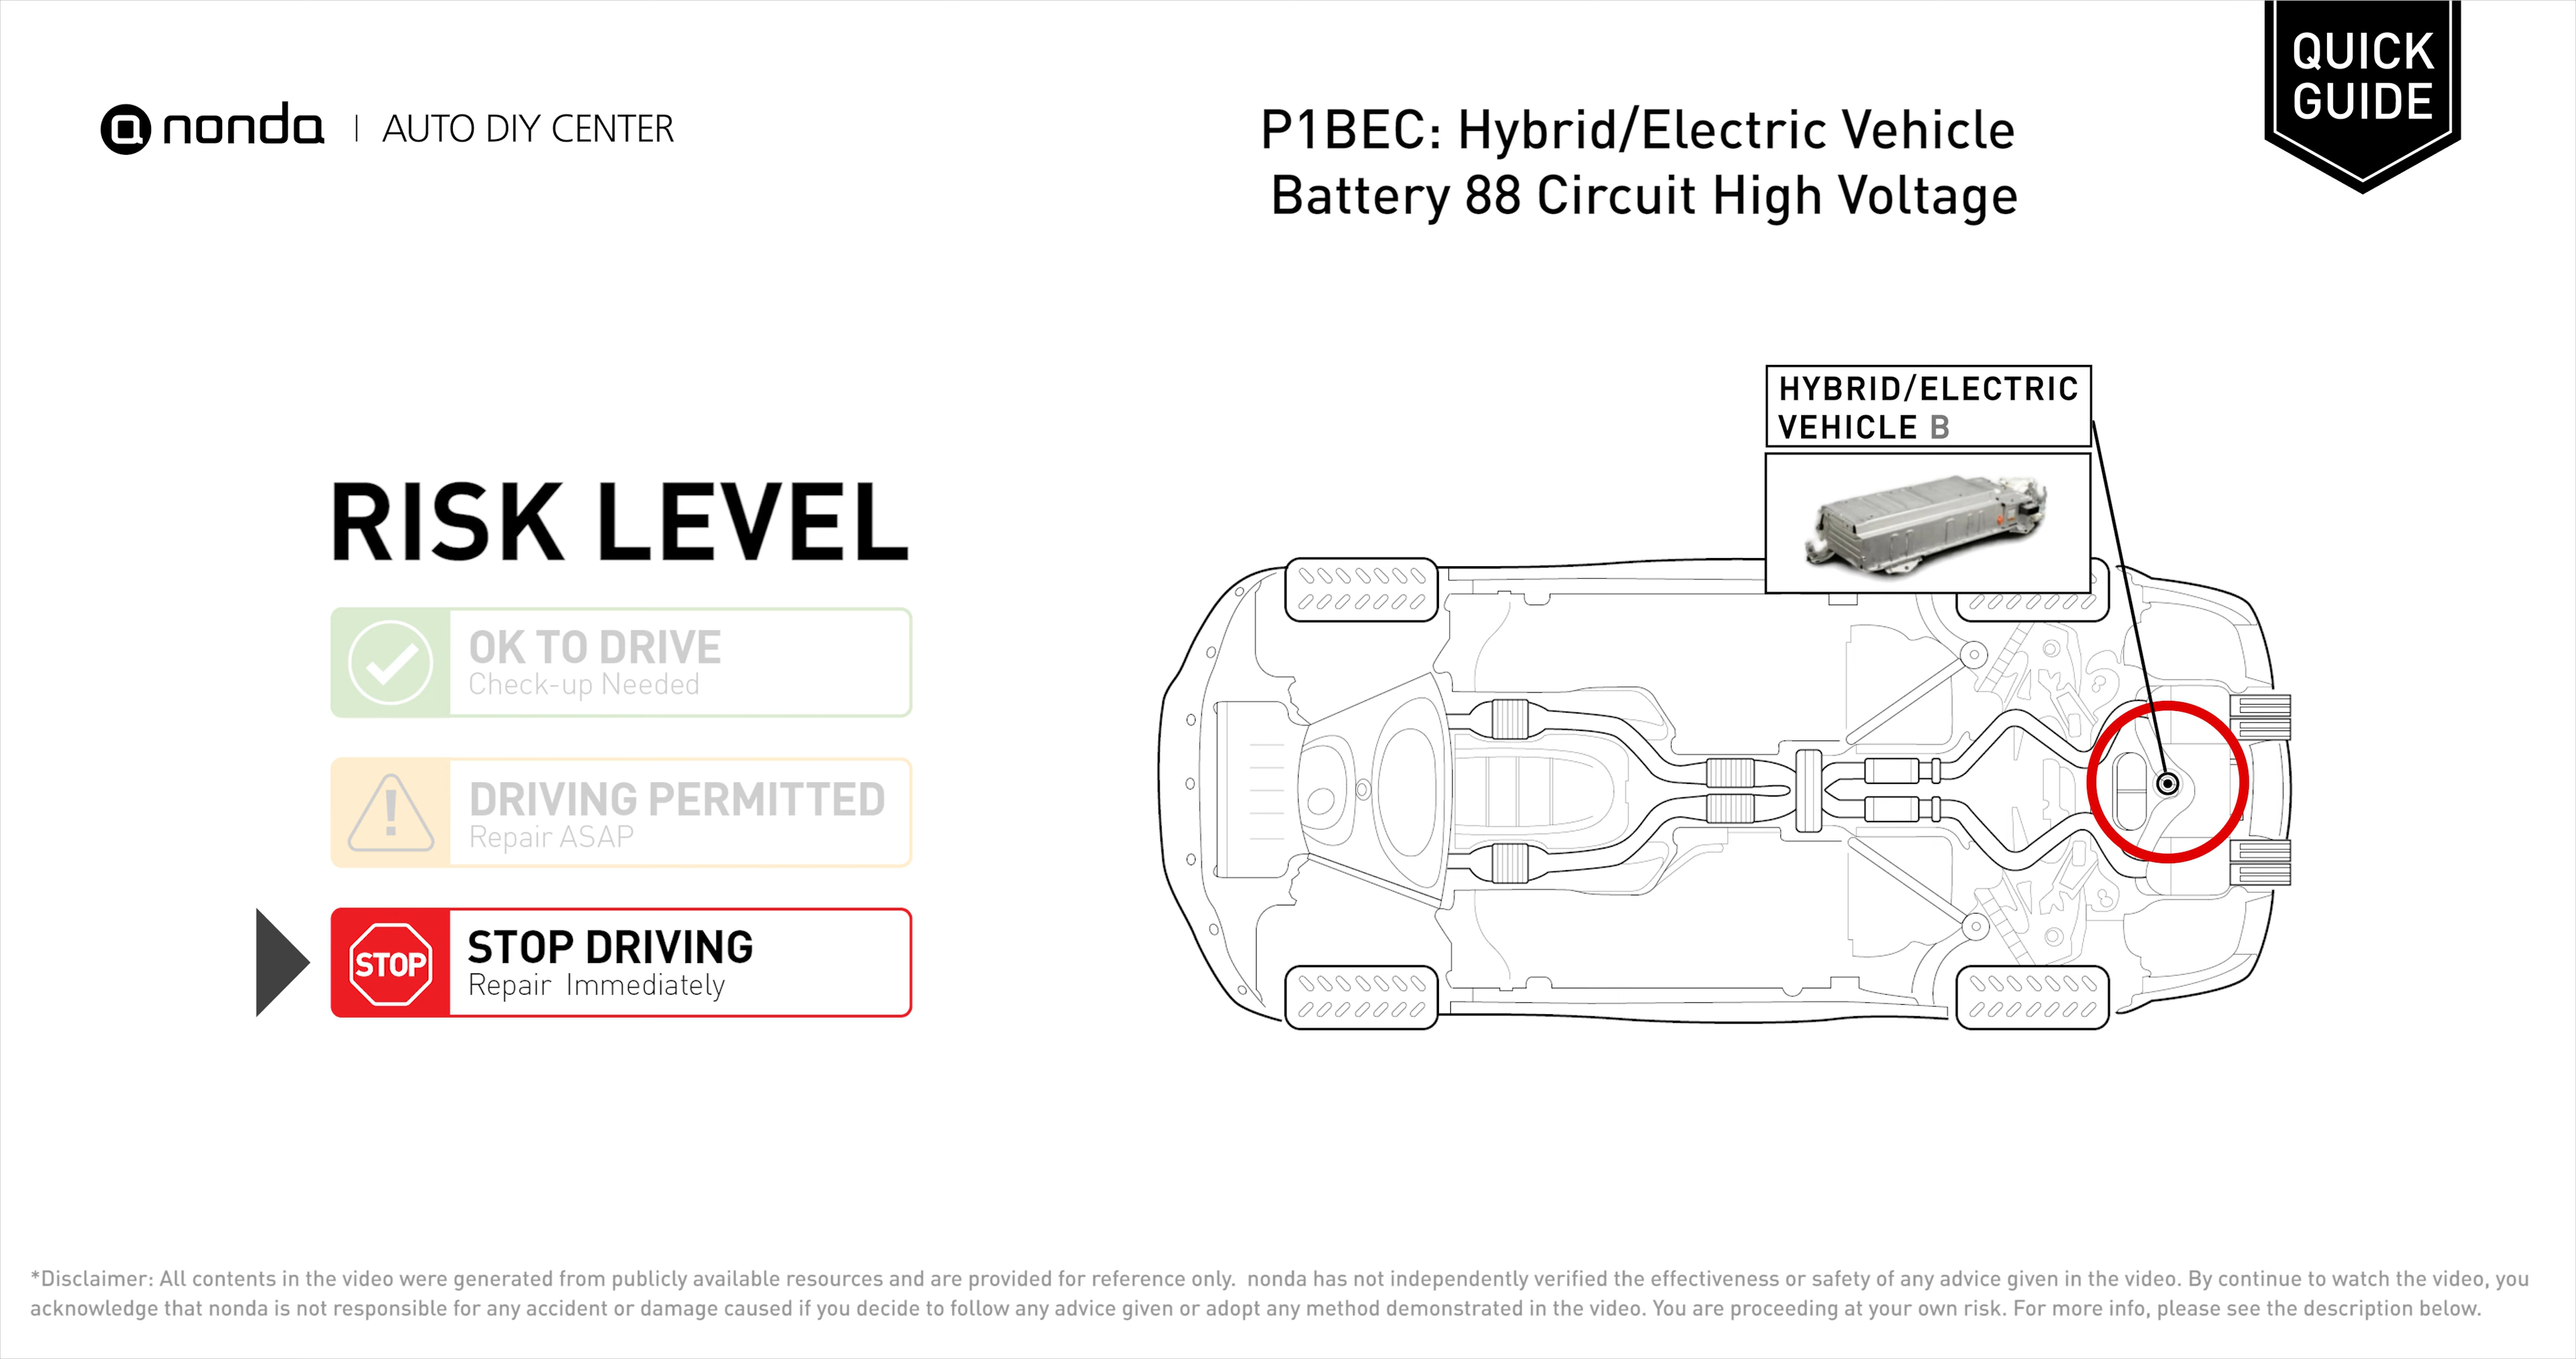 nonda | AUTO DIY CENTER
P1BEC: Hybrid/Electric Vehicle
Battery 88 Circuit High Voltage
QUICK
GUIDE
HYBRID/ELECTRIC
VEHICLE B
RISK LEVEL
OK TO DRIVE
Check-up Needed
DRIVING PERMITTED
Repair ASAP
STOP
STOP DRIVING
Repair Immediately
*Disclaimer: All contents in the video were generated from publicly available resources and are provided for reference only. nonda has not independently verified the effectiveness or safety of any advice given in the video. By continue to watch the video, you
acknowledge that nonda is not responsible for any accident or damage caused if you decide to follow any advice given or adopt any method demonstrated in the video. You are proceeding at your own risk. For more info, please see the description below.